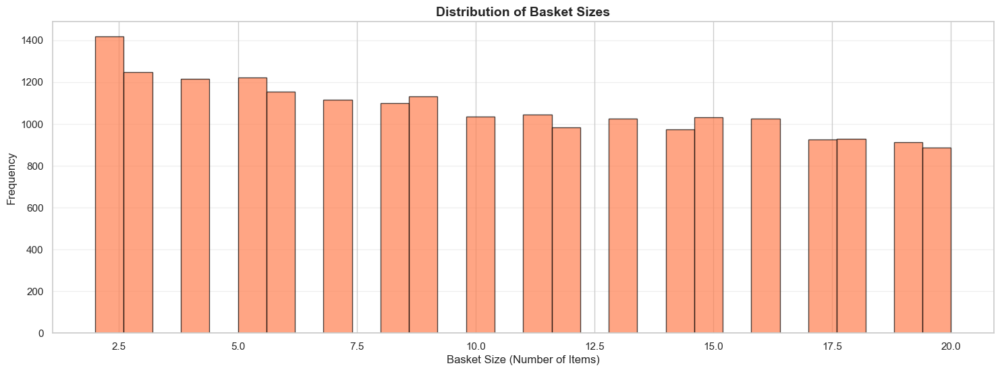 Distribution of Basket Sizes
1400
1200
1000
800
600
400
200
0
Frequency
2.5 5.0 7.5 10.0 12.5 15.0 17.5 20.0
Basket Size (Number of Items)